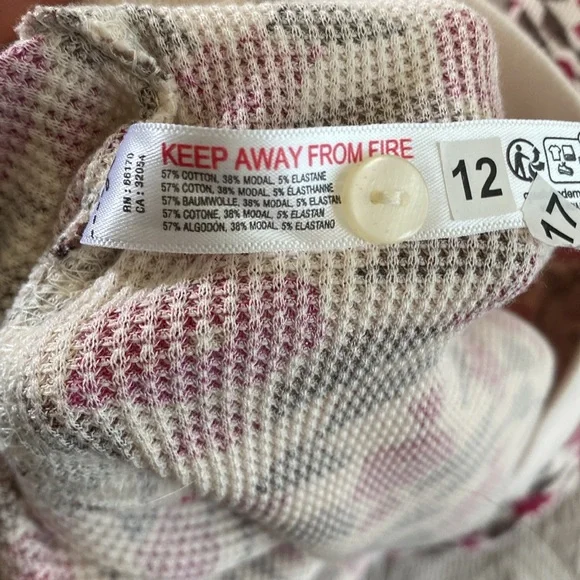 KEEP AWAY FROM FIRE
57% COTTON, 38% MODAL, 5% ELASTANE
57% COTON, 38% MODAL, 5% ÉLASTHANNE
57% BAUMWOLLE, 38% MODAL, 5% ELASTAN
57% COTONE, 38% MODAL, 5% ELASTAN
57% ALGODÓN, 38% MODAL, 5% ELASTANO
RN: 66170
CA: 32054
12
17